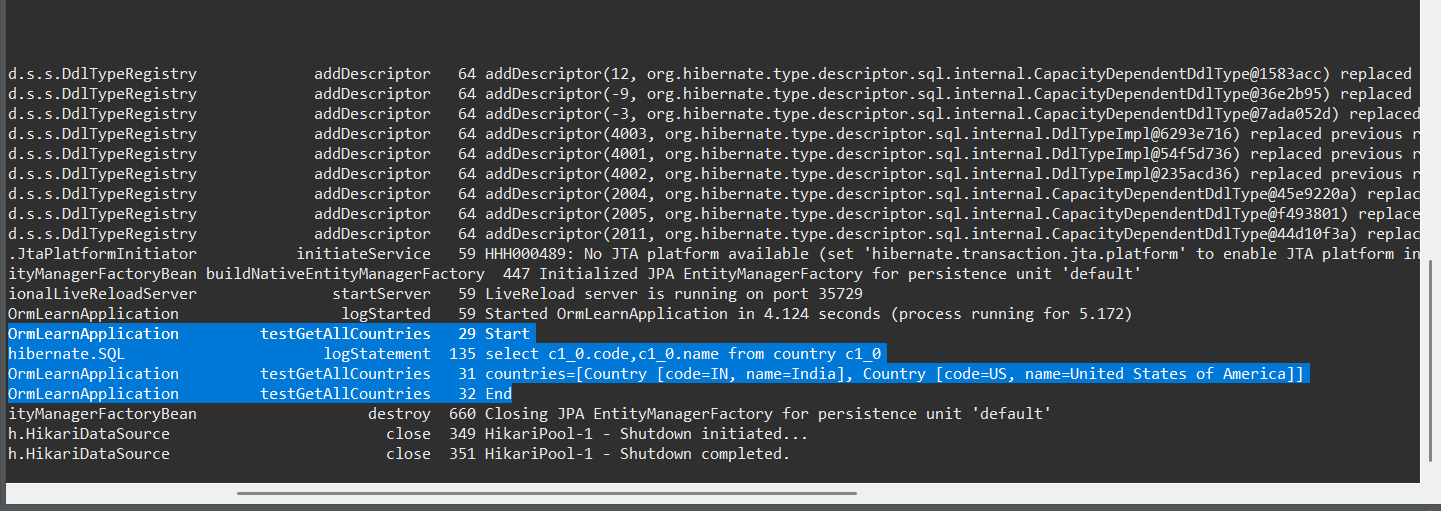 d.s.s.DdlTypeRegistry addDescriptor 64 addDescriptor(12, org.hibernate.type.descriptor.sql.internal.CapacityDependentDdlType@1583acc) replaced
d.s.s.DdlTypeRegistry addDescriptor 64 addDescriptor(-9, org.hibernate.type.descriptor.sql.internal.CapacityDependentDdlType@36e2b95) replaced
d.s.s.DdlTypeRegistry addDescriptor 64 addDescriptor(-3, org.hibernate.type.descriptor.sql.internal.CapacityDependentDdlType@7ada052d) replaced
d.s.s.DdlTypeRegistry addDescriptor 64 addDescriptor(4003, org.hibernate.type.descriptor.sql.internal.DdlTypeImpl@6293e716) replaced previous r
d.s.s.DdlTypeRegistry addDescriptor 64 addDescriptor(4001, org.hibernate.type.descriptor.sql.internal.DdlTypeImpl@54f5d736) replaced previous r
d.s.s.DdlTypeRegistry addDescriptor 64 addDescriptor(4002, org.hibernate.type.descriptor.sql.internal.DdlTypeImpl@235acd36) replaced previous r
d.s.s.DdlTypeRegistry addDescriptor 64 addDescriptor(2004, org.hibernate.type.descriptor.sql.internal.CapacityDependentDdlType@45e9220a) replac
d.s.s.DdlTypeRegistry addDescriptor 64 addDescriptor(2005, org.hibernate.type.descriptor.sql.internal.CapacityDependentDdlType@f493801) replace
d.s.s.DdlTypeRegistry addDescriptor 64 addDescriptor(2011, org.hibernate.type.descriptor.sql.internal.CapacityDependentDdlType@44d10f3a) replac
.JtaPlatformInitiator initiateService 59 HHH000489: No JTA platform available (set 'hibernate.transaction.jta.platform' to enable JTA platform in
ityManagerFactoryBean buildNativeEntityManagerFactory 447 Initialized JPA EntityManagerFactory for persistence unit 'default'
ionalLiveReloadServer startServer 59 LiveReload server is running on port 35729
OrmLearnApplication logStarted 59 Started OrmLearnApplication in 4.124 seconds (process running for 5.172)
OrmLearnApplication testGetAllCountries 29 Start
hibernate.SQL logStatement 135 select c1_0.code,c1_0.name from country c1_0
OrmLearnApplication testGetAllCountries 31 countries=[Country [code=IN, name=India], Country [code=US, name=United States of America]]
OrmLearnApplication testGetAllCountries 32 End
ityManagerFactoryBean destroy 660 Closing JPA EntityManagerFactory for persistence unit 'default'
h.HikariDataSource close 349 HikariPool-1 - Shutdown initiated...
h.HikariDataSource close 351 HikariPool-1 - Shutdown completed.